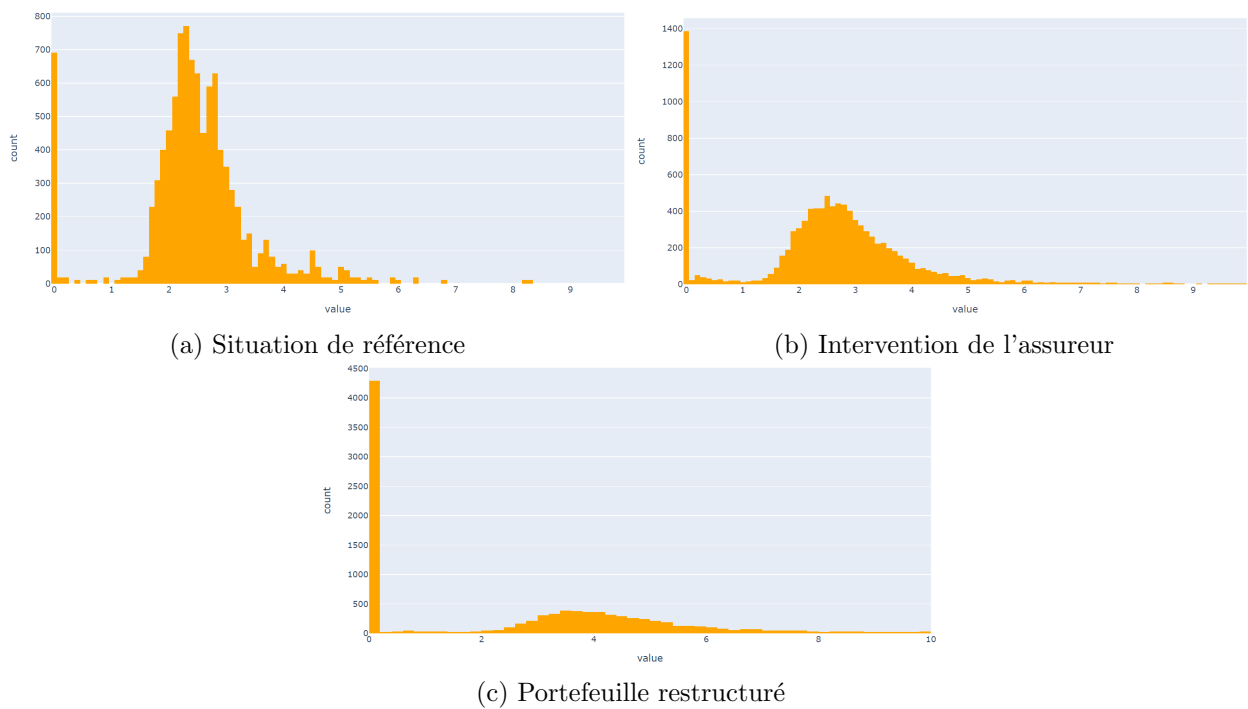 800
700
600
500
400
300
200
100
0
count
0 1 2 3 4 5 6 7 8 9
value
(a) Situation de référence
1400
1200
1000
800
600
400
200
0
count
0 1 2 3 4 5 6 7 8 9
value
(b) Intervention de l'assureur
4500
4000
3500
3000
2500
2000
1500
1000
500
0
count
0 2 4 6 8 10
value
(c) Portefeuille restructuré